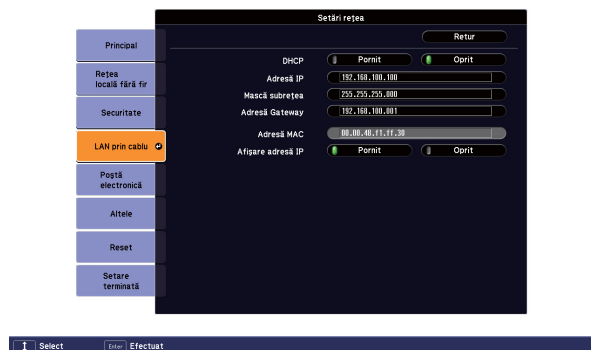 Setări rețea
Retur
Principal
Rețea
locală fără fir
Securitate
LAN prin cablu
Poștă
electronică
Altele
Reset
Setare
terminată
DHCP Pornit Oprit
Adresă IP 192.168.100.100
Mască subrețea 255.255.255.000
Adresă Gateway 192.168.100.001
Adresă MAC 00.00.48.f1.ff.30
Afișare adresă IP Pornit Oprit
Select Enter Efectuat